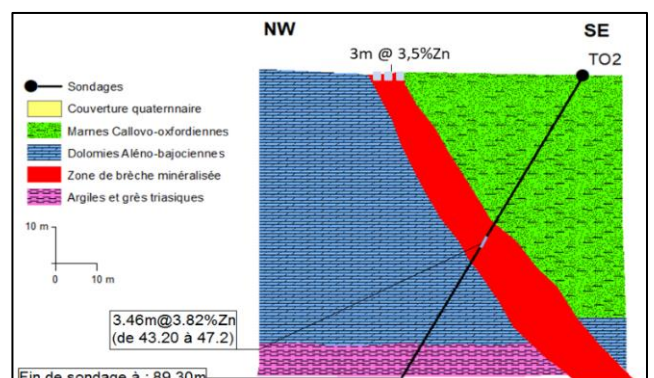 NW
SE
3m @ 3,5%Zn
TO2
Sondages
Couverture quaternnaire
Marnes Callovo-oxfordiennes
Dolomies Aléno-bajociennes
Zone de brèche minéralisée
Argiles et grès triasiques
10 m
0 10 m
3.46m@3.82%Zn
(de 43.20 à 47.2)
Fin de sondage à : 89.30m